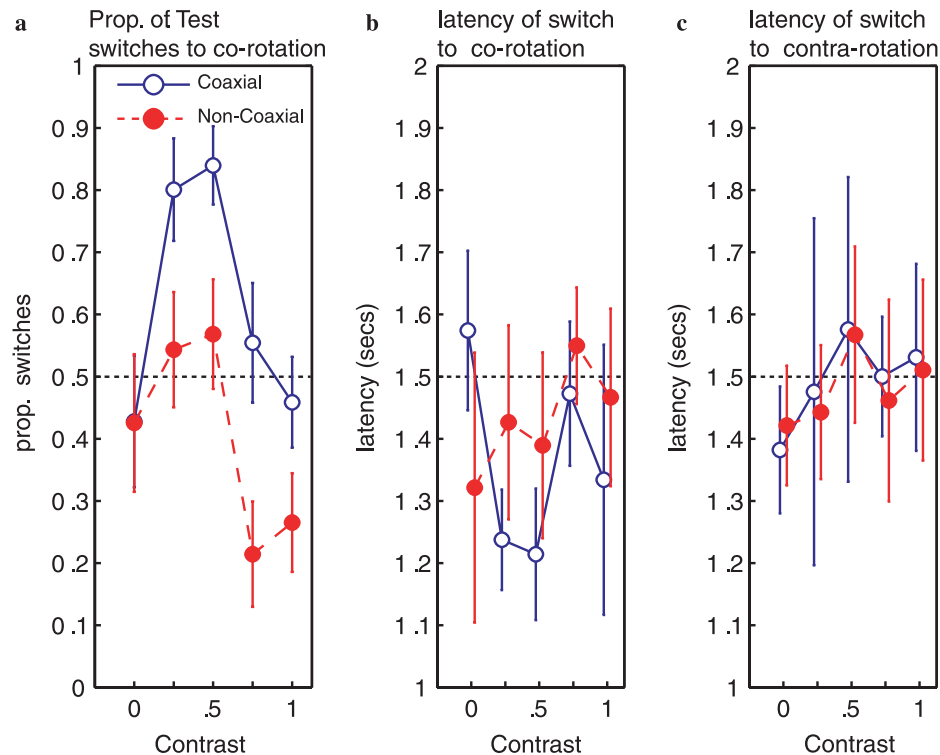 a Prop. of Test
switches to co-rotation
b latency of switch
to co-rotation
c latency of switch
to contra-rotation
Coaxial
Non-Coaxial
prop. switches
1
0.9
0.8
0.7
0.6
0.5
0.4
0.3
0.2
0.1
0
0 .5 1
Contrast
latency (secs)
2
1.9
1.8
1.7
1.6
1.5
1.4
1.3
1.2
1.1
1
0 .5 1
Contrast
latency (secs)
2
1.9
1.8
1.7
1.6
1.5
1.4
1.3
1.2
1.1
1
0 .5 1
Contrast